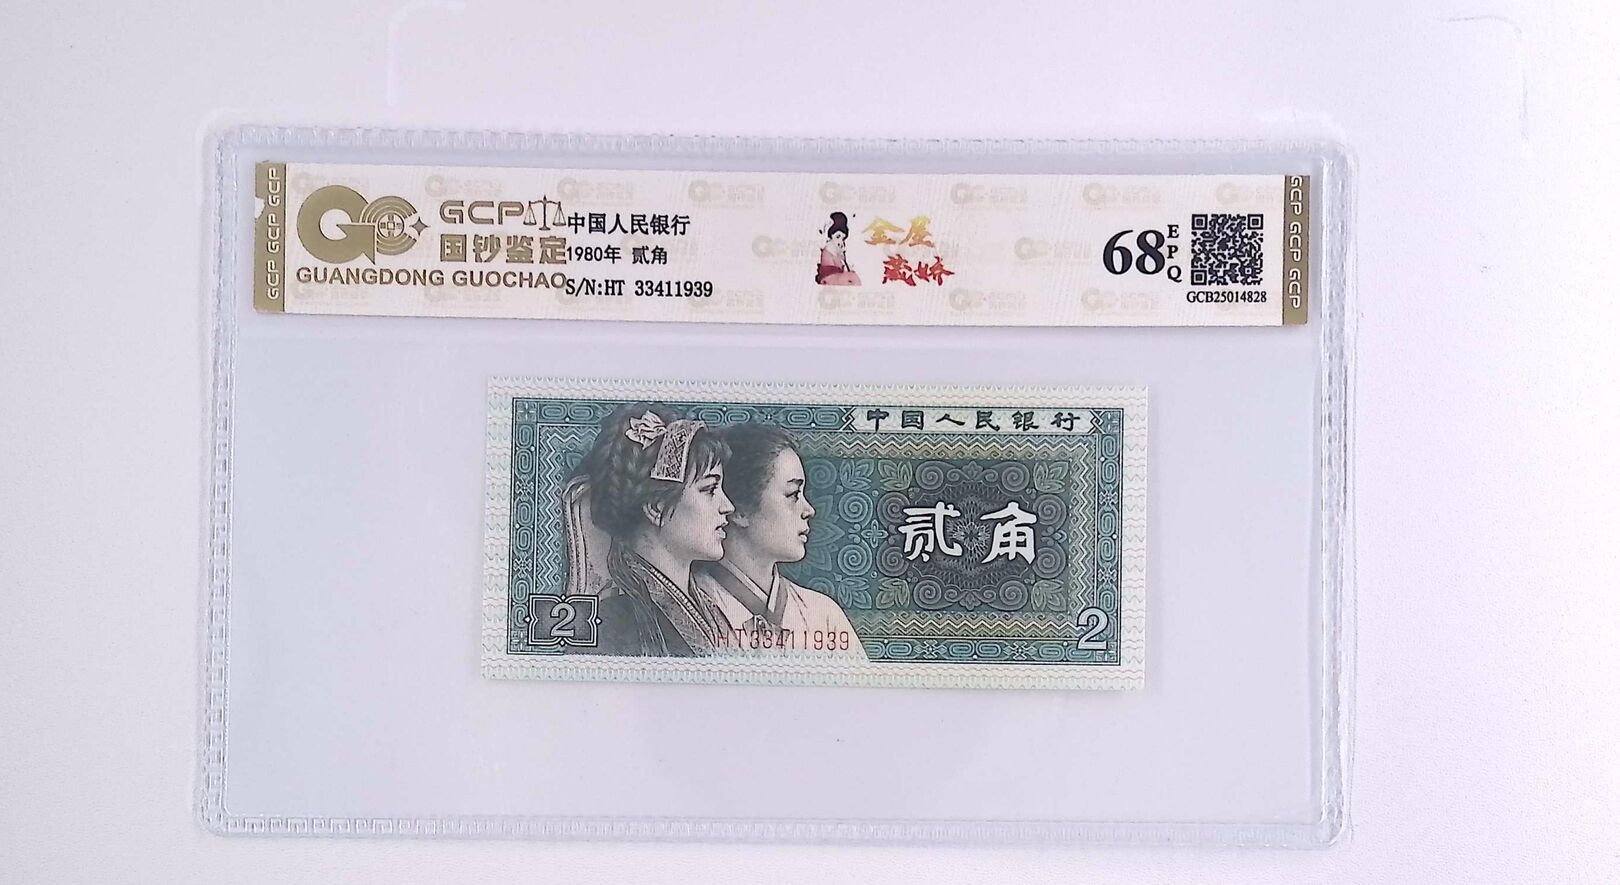 GCP GCP GCP
GCP
国钞鉴定
GUANGDONG GUOCHAO
中国人民银行
1980年 贰角
S/N:HT 33411939
金屋
藏娇
68
EPQ
GCB25014828
GCP GCP GCP
中国人民银行
贰角
2
HT33411939
2